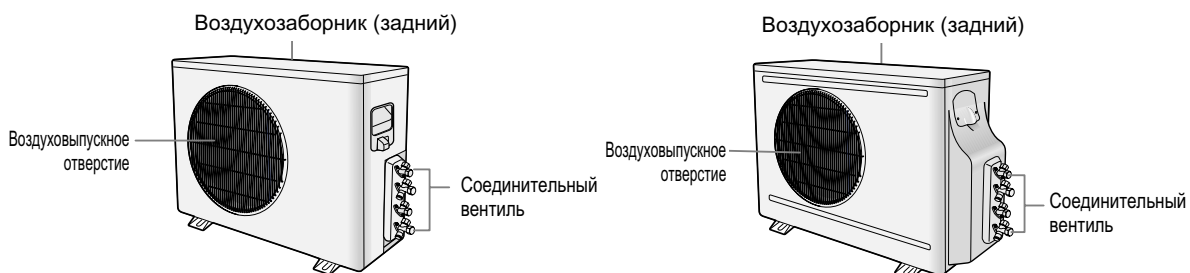 Воздухозаборник (задний)
Воздуховыпускное
отверстие
Соединительный
вентиль
Воздухозаборник (задний)
Воздуховыпускное
отверстие
Соединительный
вентиль